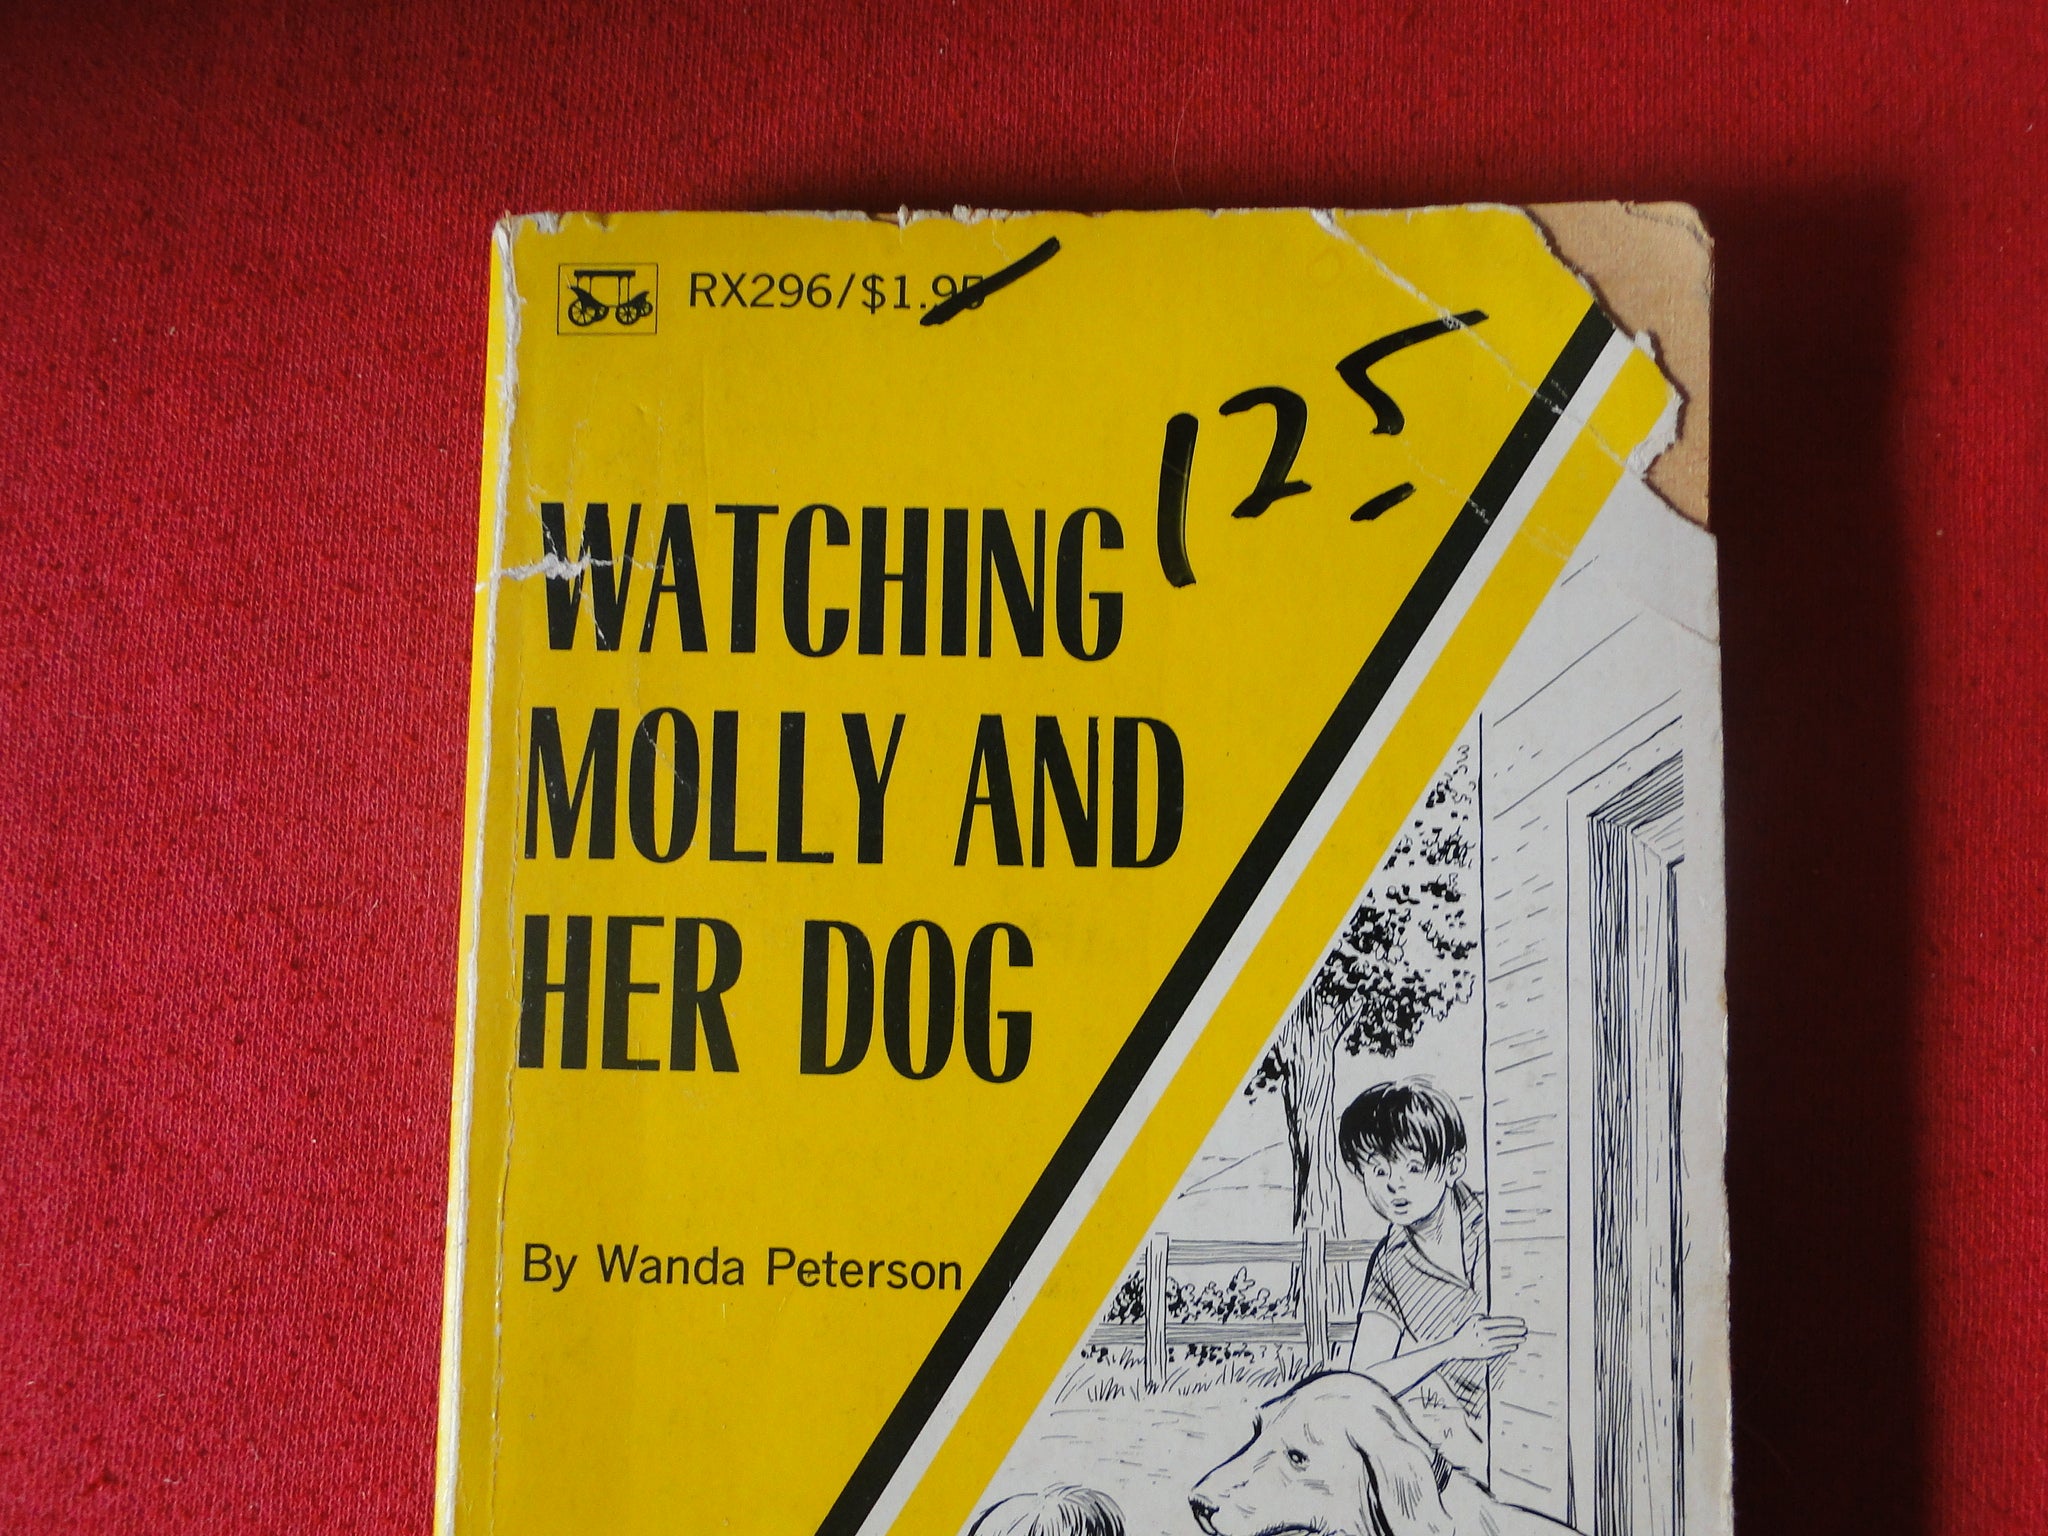 RX296/$1.95
125
WATCHING
MOLLY AND
HER DOG
By Wanda Peterson